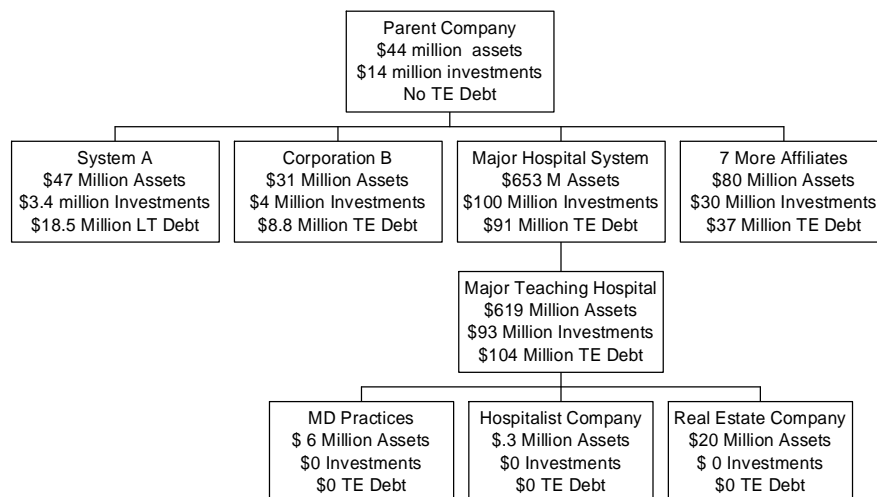 Parent Company
$44 million assets
$14 million investments
No TE Debt
System A
$47 Million Assets
$3.4 million Investments
$18.5 Million LT Debt
Corporation B
$31 Million Assets
$4 Million Investments
$8.8 Million TE Debt
Major Hospital System
$653 M Assets
$100 Million Investments
$91 Million TE Debt
7 More Affiliates
$80 Million Assets
$30 Million Investments
$37 Million TE Debt
Major Teaching Hospital
$619 Million Assets
$93 Million Investments
$104 Million TE Debt
MD Practices
$ 6 Million Assets
$0 Investments
$0 TE Debt
Hospitalist Company
$.3 Million Assets
$0 Investments
$0 TE Debt
Real Estate Company
$20 Million Assets
$ 0 Investments
$0 TE Debt